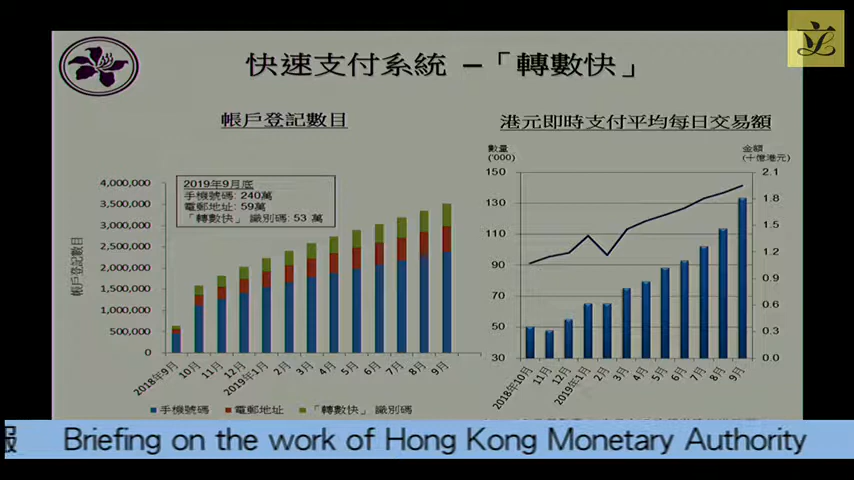 快速支付系統 –「轉數快」
帳戶登記數目
4,000,000
3,500,000
3,000,000
2,500,000
2,000,000
1,500,000
1,000,000
500,000
0
帳戶登記數目
2019年9月底
手機號碼: 240萬
電郵地址: 59萬
「轉數快」 識別碼: 53 萬
2018年9月 10月 11月 12月 2019年1月 2月 3月 4月 5月 6月 7月 8月 9月
手機號碼 電郵地址 「轉數快」 識別碼
港元即時支付平均每日交易額
數量
('000)
金額
(十億港元)
150
130
110
90
70
50
30
2.1
1.8
1.5
1.2
0.9
0.6
0.3
0.0
2018年10月 11月 12月 2019年1月 2月 3月 4月 5月 6月 7月 8月 9月
報 Briefing on the work of Hong Kong Monetary Authority